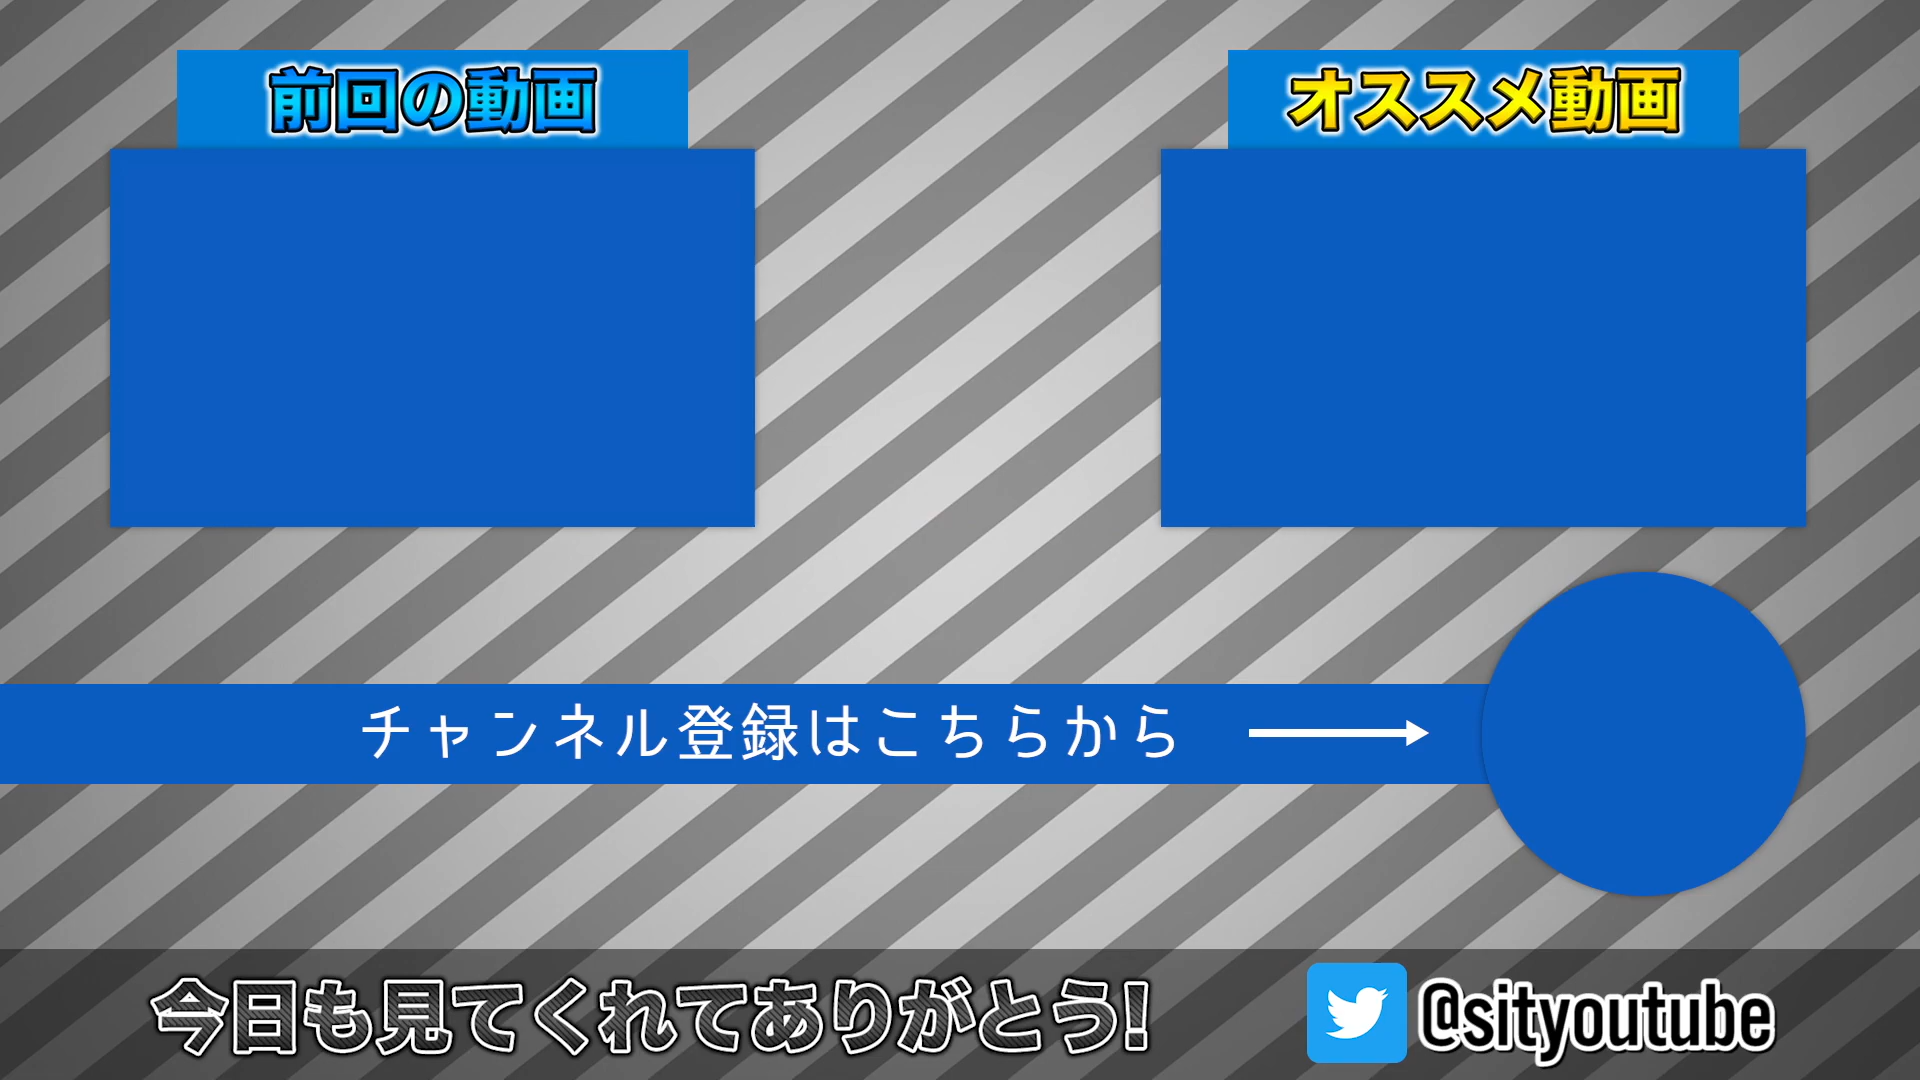 前回の動画
オススメ動画
チャンネル登録はこちらから
今日も見てくれてありがとう!
@sityoutube